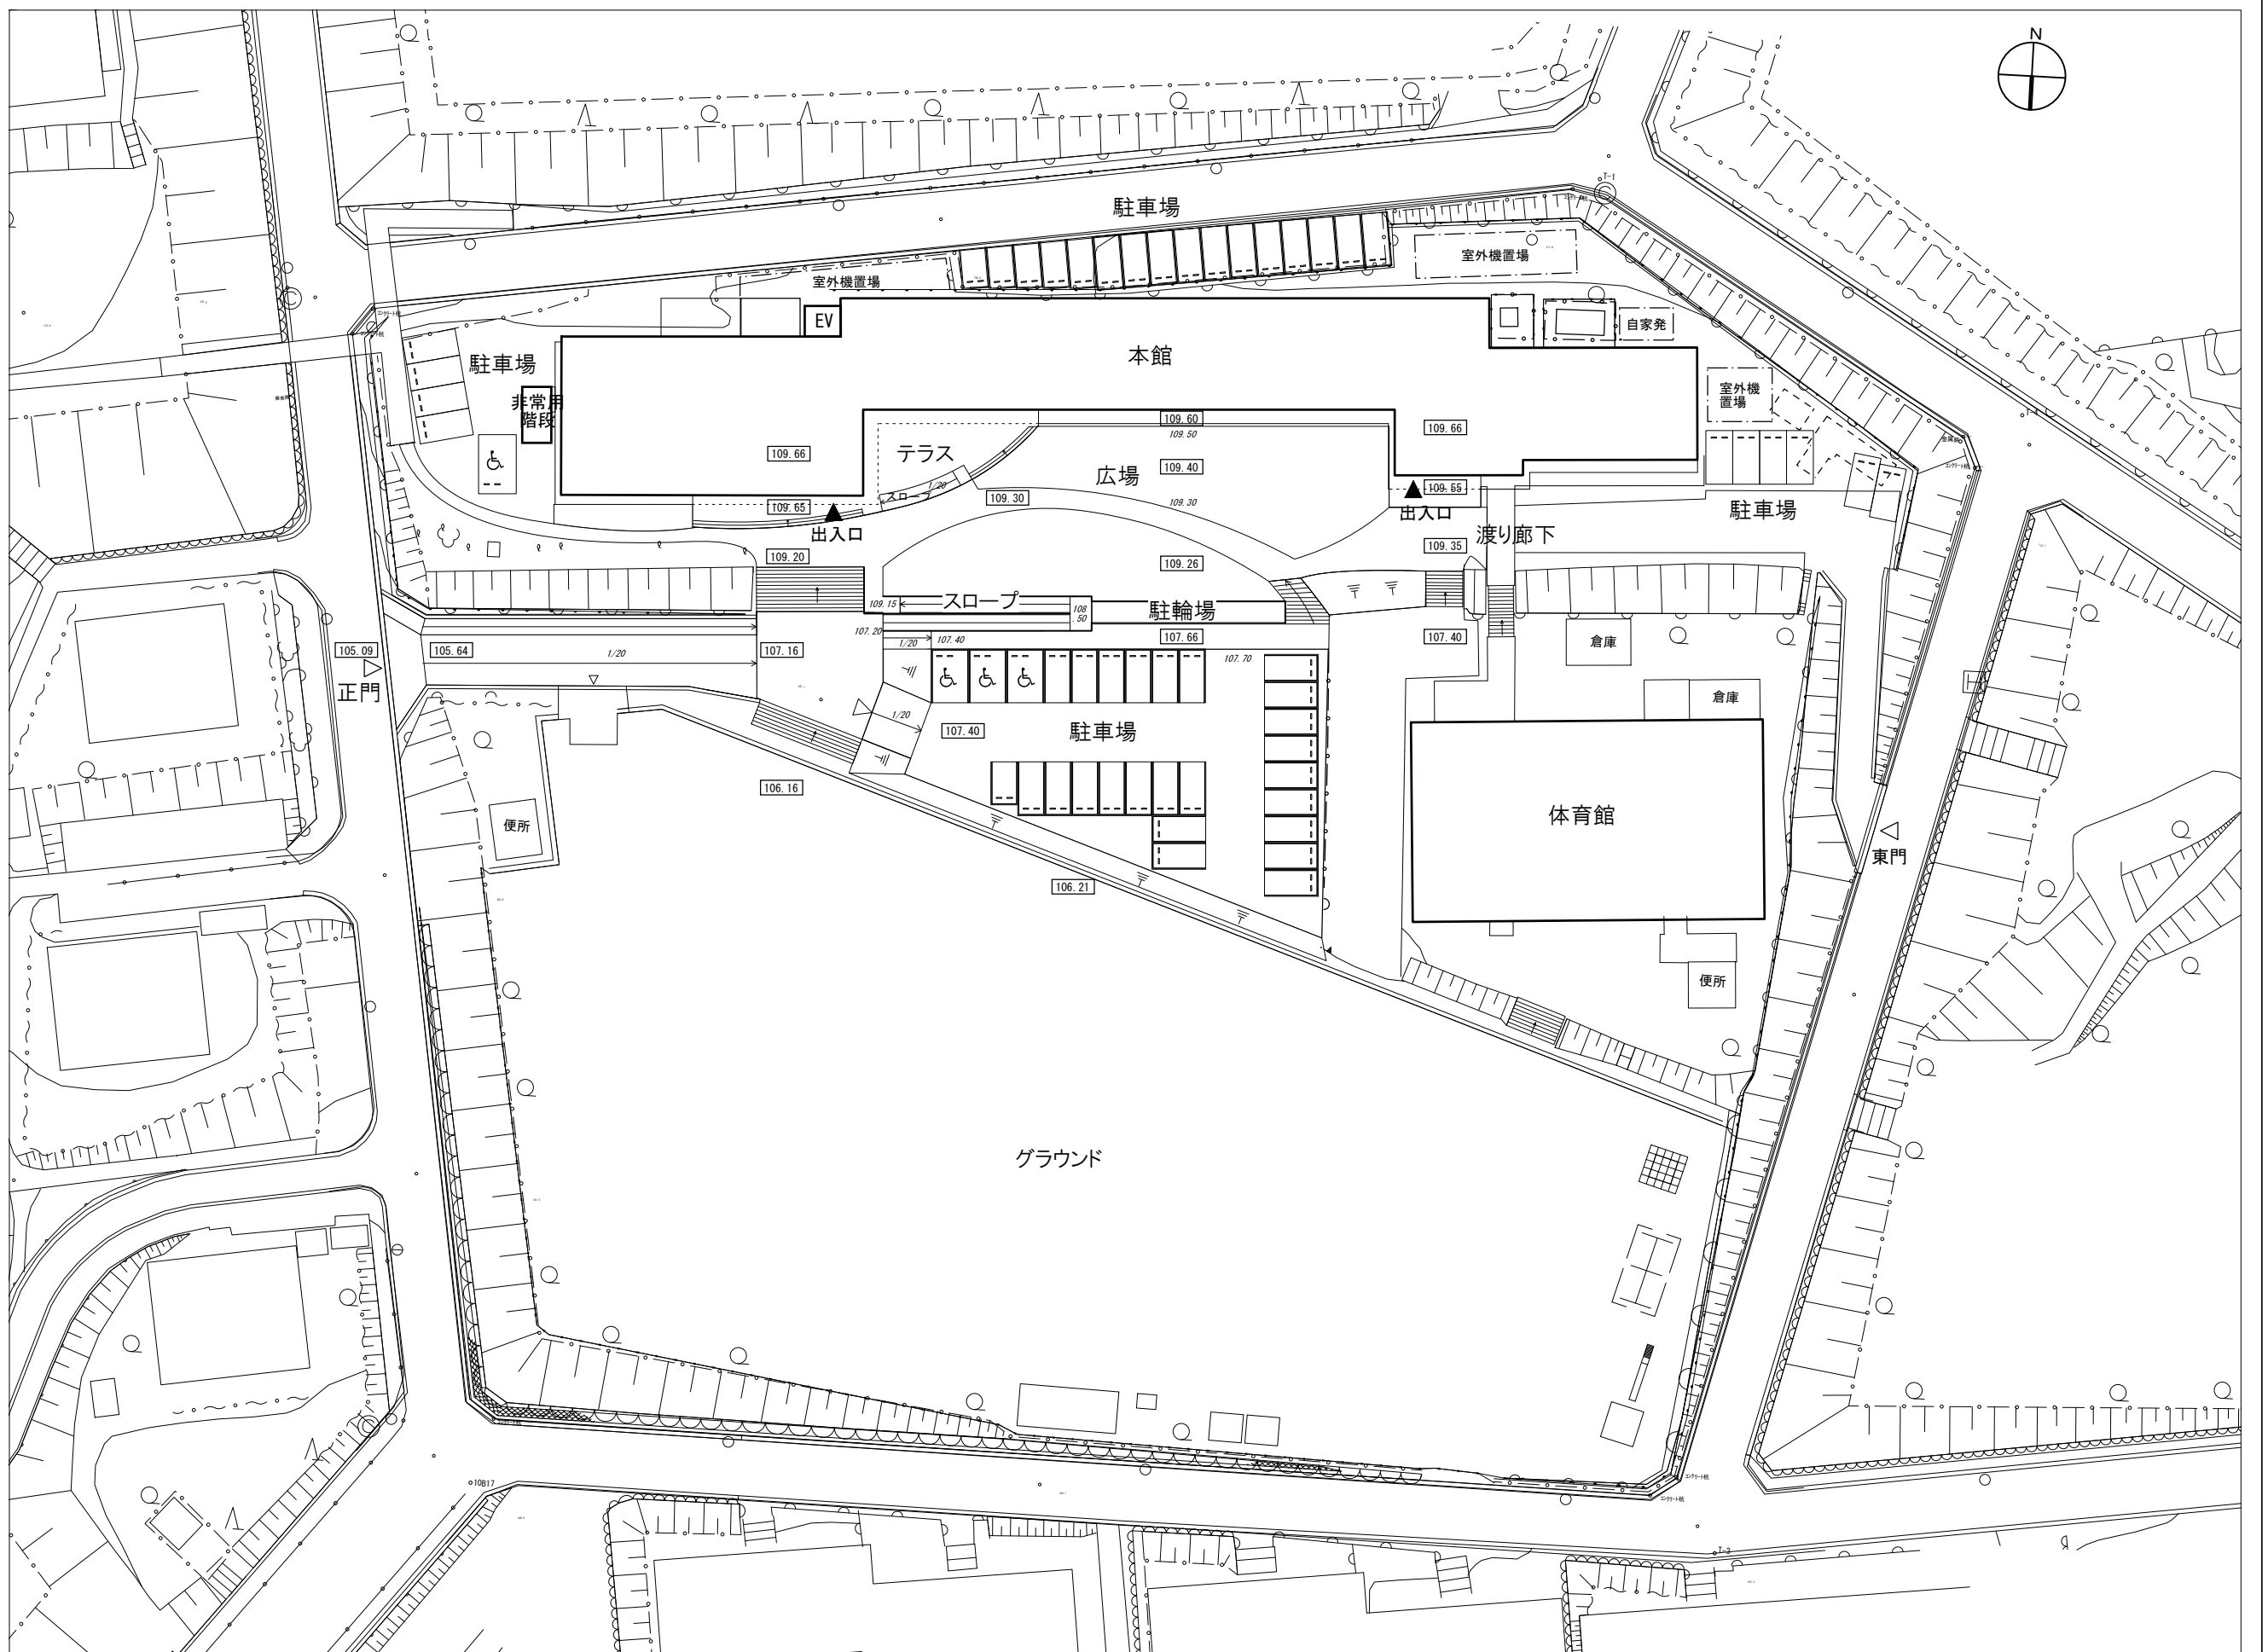 N
T-1
駐車場
室外機置場
室外機置場
EV
自家発
本館
駐車場
非常用
階段
室外機
置場
109.60
109.50
109.66
109.66
テラス
広場
109.40
1/20
スロープ
109.30
109.30
109.65
109.65
出入口
出入口
駐車場
渡り廊下
109.20
109.26
109.35
109.15
スロープ
108
.50
駐輪場
107.20
1/20
107.40
107.66
107.40
倉庫
105.09
105.64
1/20
107.16
107.70
正門
倉庫
1/20
107.40
駐車場
106.16
体育館
便所
東門
106.21
便所
グラウンド
10B17
T-3